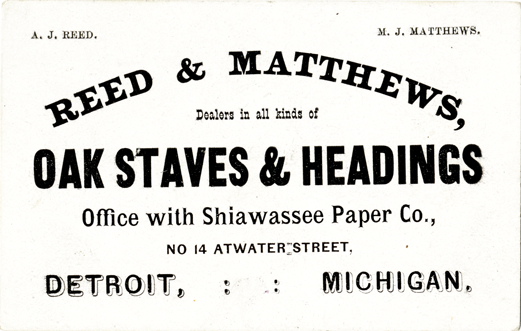 A. J. REED. M. J. MATTHEWS.
REED & MATTHEWS,
Dealers in all kinds of
OAK STAVES & HEADINGS
Office with Shiawassee Paper Co.,
NO 14 ATWATER STREET,
DETROIT, : : MICHIGAN.